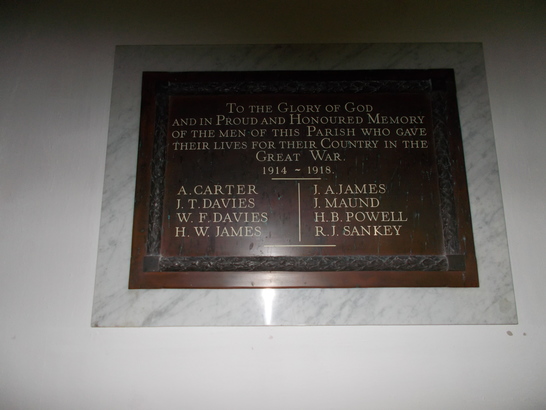 TO THE GLORY OF GOD
AND IN PROUD AND HONOURED MEMORY
OF THE MEN OF THIS PARISH WHO GAVE
THEIR LIVES FOR THEIR COUNTRY IN THE
GREAT WAR.
1914 ~ 1918.
A. CARTER
J. T. DAVIES
W. F. DAVIES
H. W. JAMES
J. A. JAMES
J. MAUND
H. B. POWELL
R. J. SANKEY